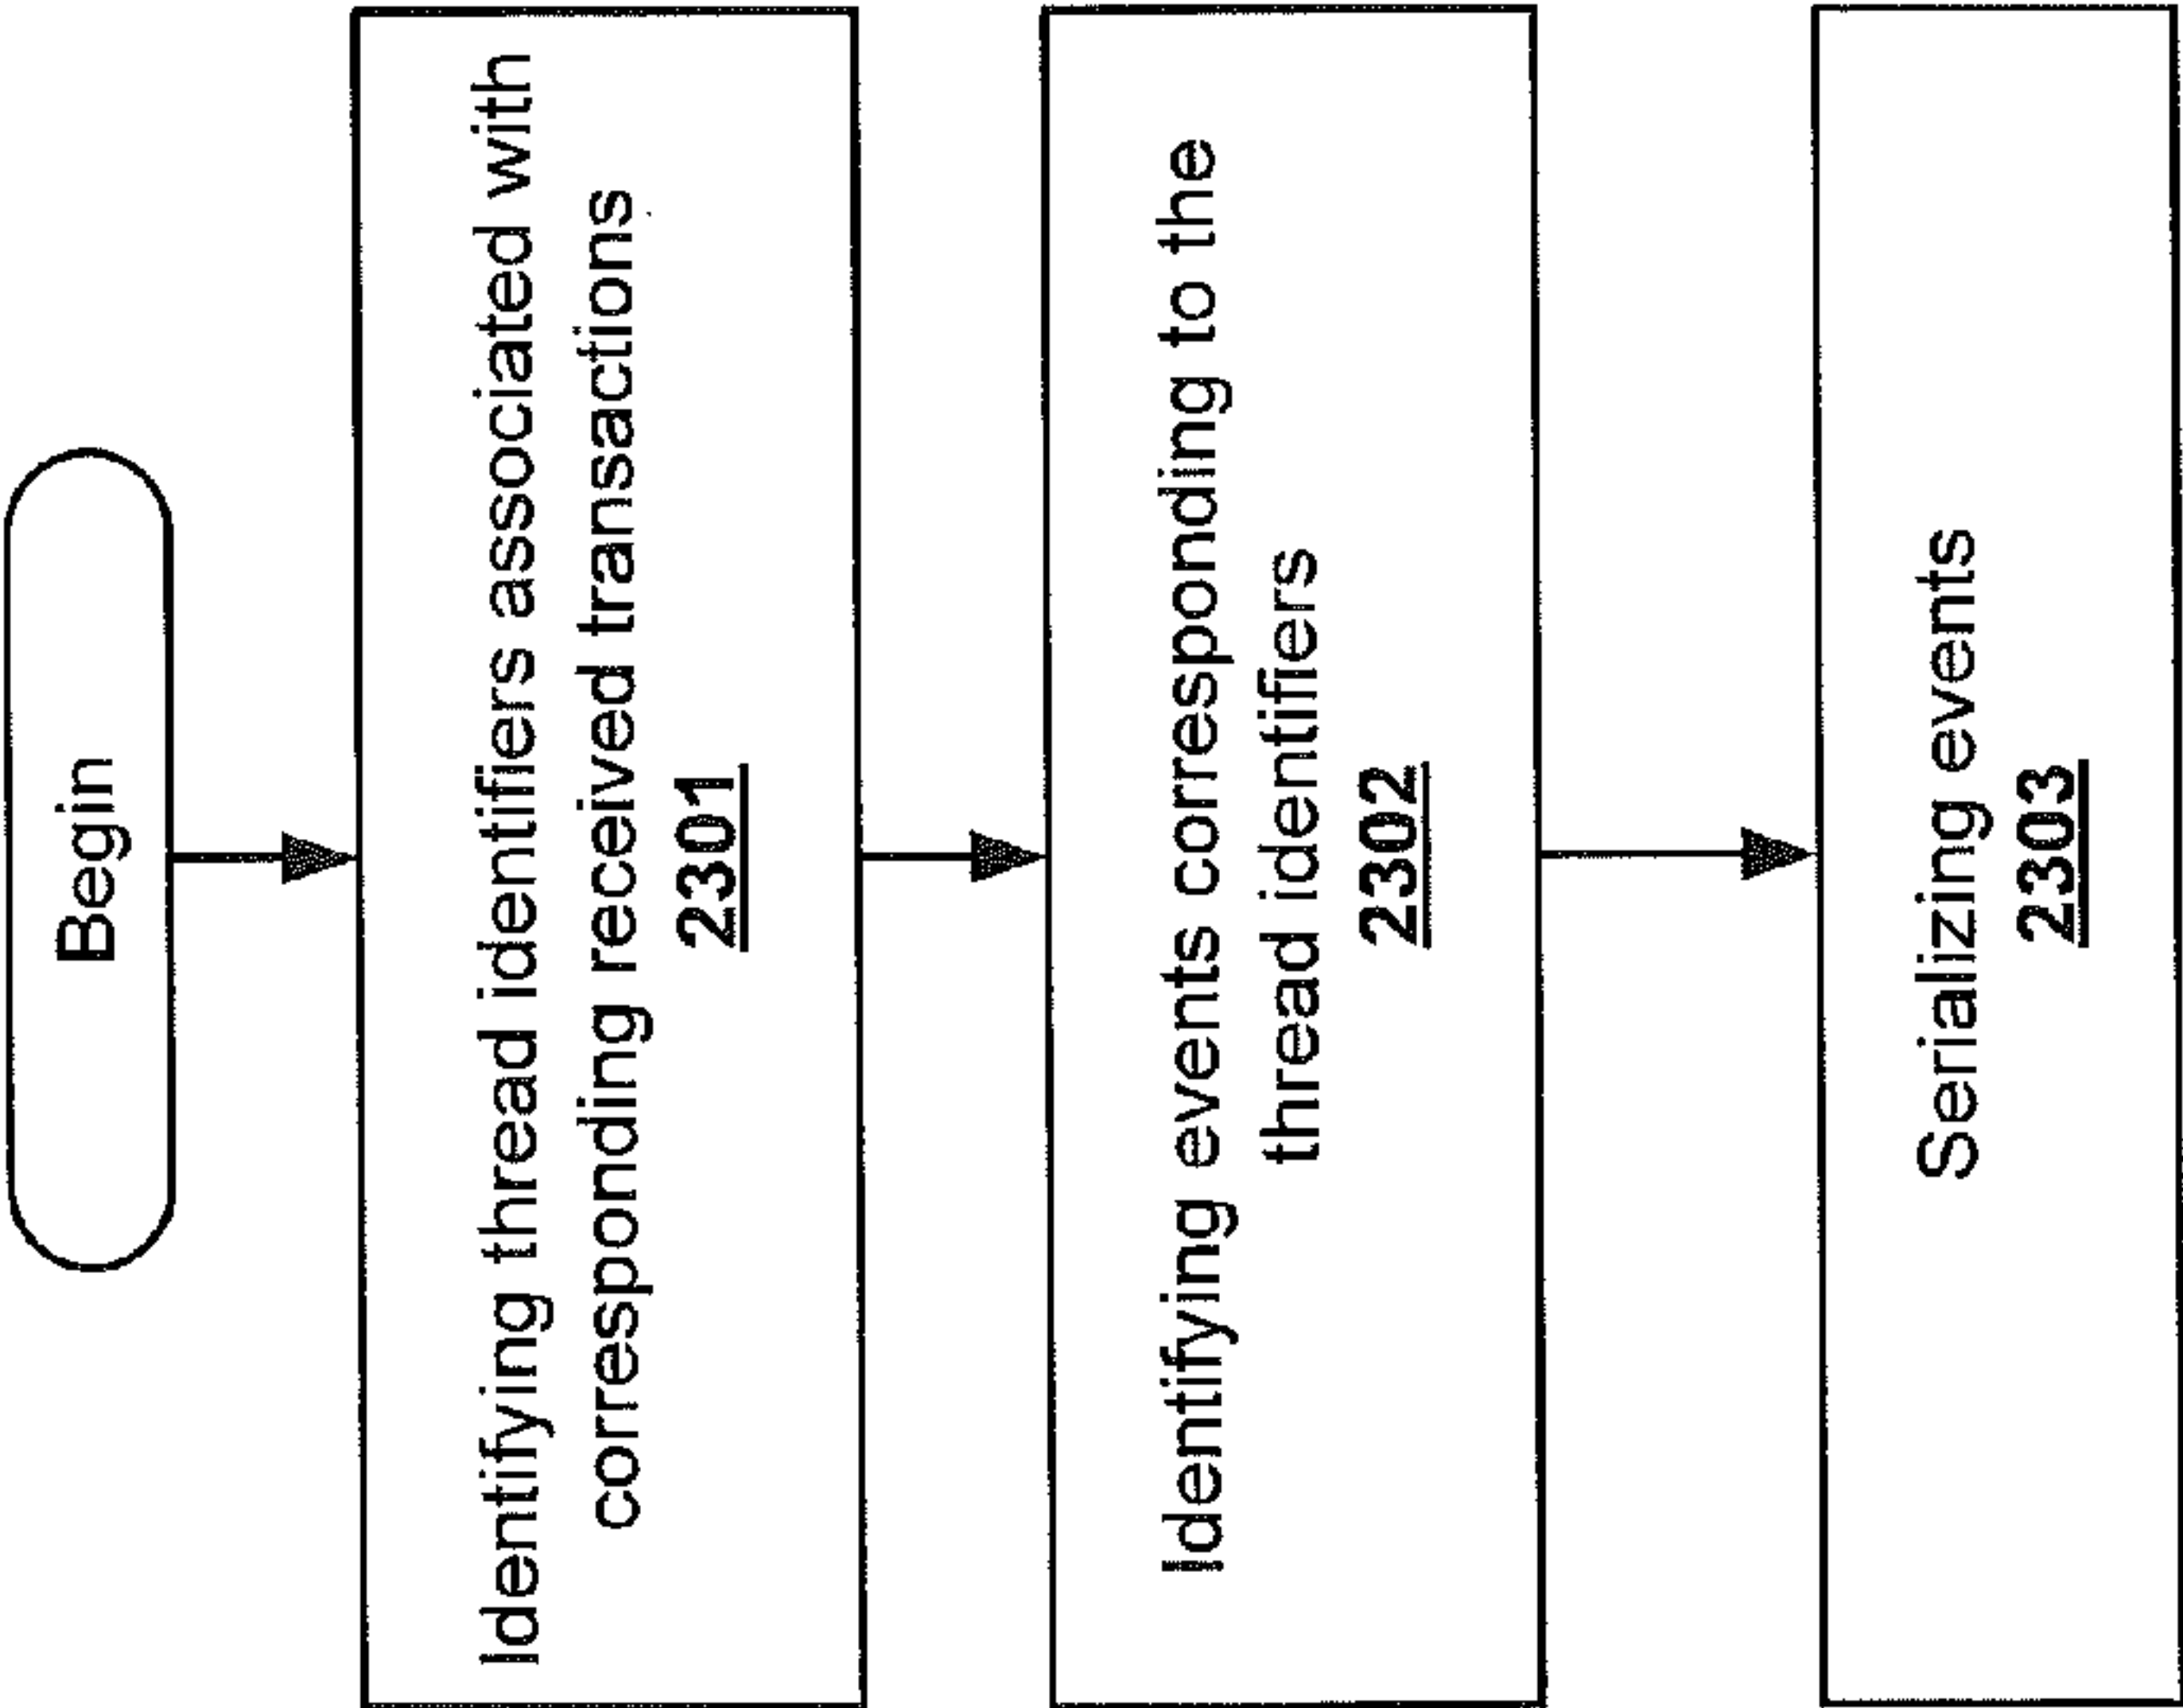 Begin
Identifying thread identifiers associated with
corresponding received transactions
2301
Identifying events corresponding to the
thread identifiers
2302
Serializing events
2303